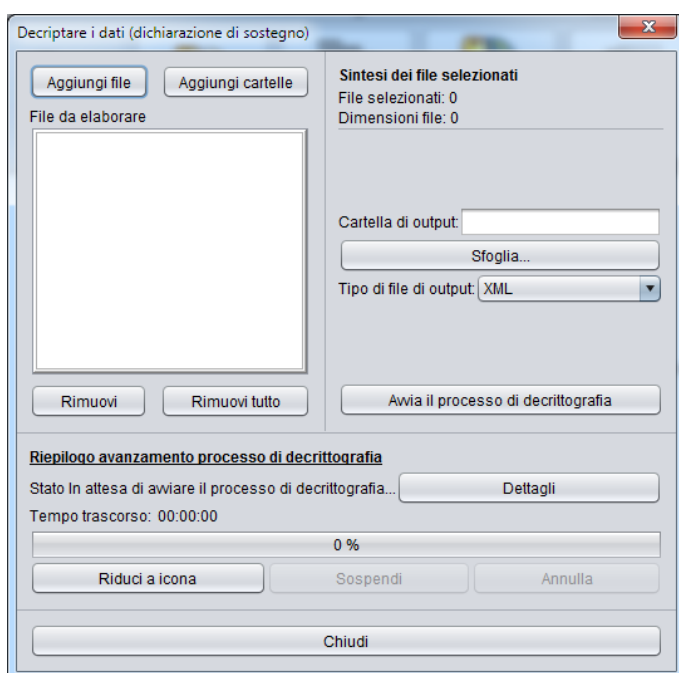 Decriptare i dati (dichiarazione di sostegno)
Aggiungi file
Aggiungi cartelle
File da elaborare
Rimuovi
Rimuovi tutto
Sintesi dei file selezionati
File selezionati: 0
Dimensioni file: 0
Cartella di output:
Sfoglia...
Tipo di file di output: XML
Avvia il processo di decrittografia
Riepilogo avanzamento processo di decrittografia
Stato In attesa di avviare il processo di decrittografia... Dettagli
Tempo trascorso: 00:00:00
0 %
Riduci a icona
Sospendi
Annulla
Chiudi